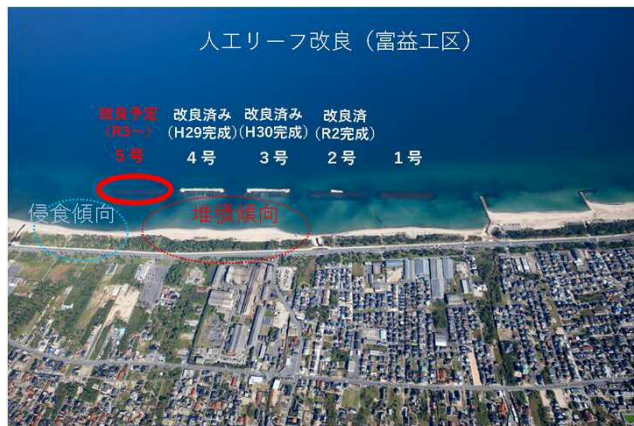 人工リーフ改良（富益工区）
改良予定 改良済み 改良済み 改良済
（R3～） （H29完成） （H30完成） （R2完成）
5号 4号 3号 2号 1号
侵食傾向 堆積傾向